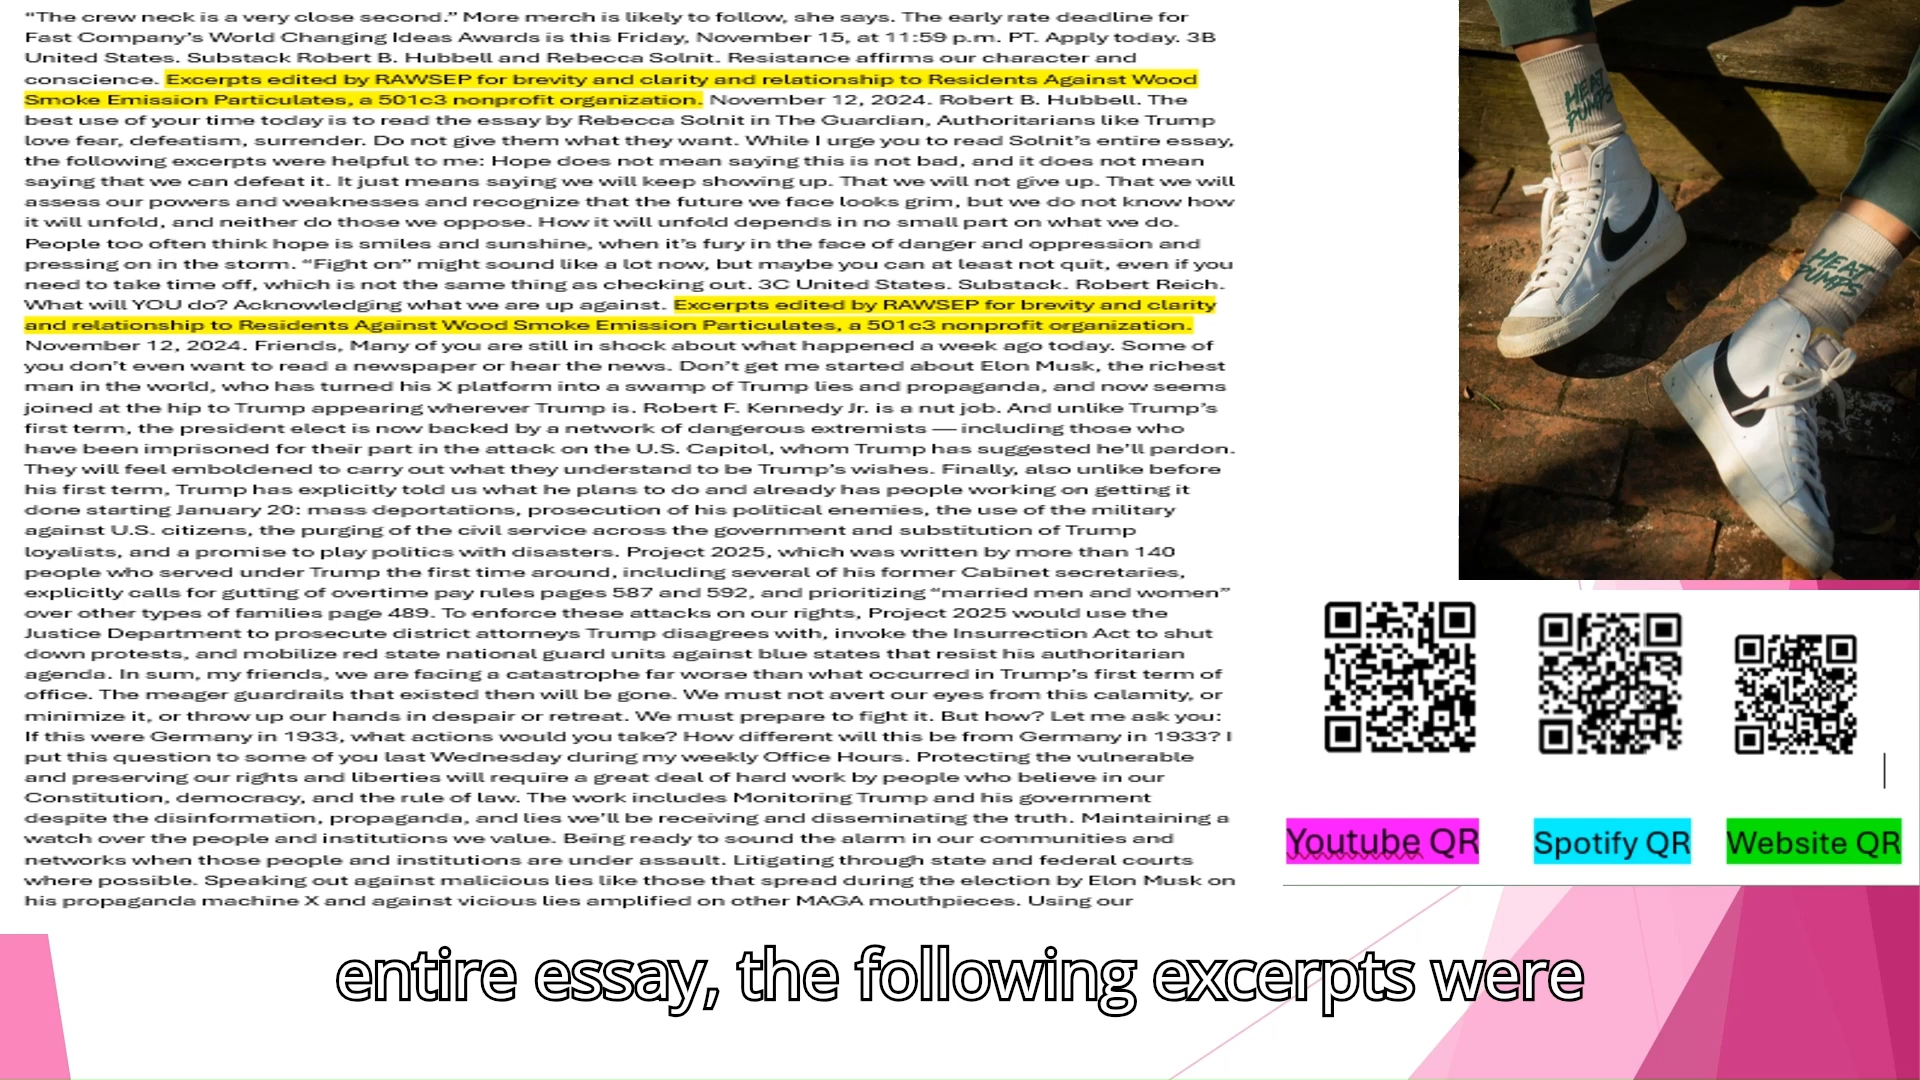 “The crew neck is a very close second.” More merch is likely to follow, she says. The early rate deadline for
Fast Company’s World Changing Ideas Awards is this Friday, November 15, at 11:59 p.m. PT. Apply today. 3B
United States. Substack Robert B. Hubbell and Rebecca Solnit. Resistance affirms our character and
conscience. Excerpts edited by RAWSEP for brevity and clarity and relationship to Residents Against Wood
Smoke Emission Particulates, a 501c3 nonprofit organization. November 12, 2024. Robert B. Hubbell. The
best use of your time today is to read the essay by Rebecca Solnit in The Guardian, Authoritarians like Trump
love fear, defeatism, surrender. Do not give them what they want. While I urge you to read Solnit’s entire essay,
the following excerpts were helpful to me: Hope does not mean saying this is not bad, and it does not mean
saying that we can defeat it. It just means saying we will keep showing up. That we will not give up. That we will
assess our powers and weaknesses and recognize that the future we face looks grim, but we do not know how
it will unfold, and neither do those we oppose. How it will unfold depends in no small part on what we do.
People too often think hope is smiles and sunshine, when it’s fury in the face of danger and oppression and
pressing on in the storm. “Fight on” might sound like a lot now, but maybe you can at least not quit, even if you
need to take time off, which is not the same thing as checking out. 3C United States. Substack. Robert Reich.
What will YOU do? Acknowledging what we are up against. Excerpts edited by RAWSEP for brevity and clarity
and relationship to Residents Against Wood Smoke Emission Particulates, a 501c3 nonprofit organization.
November 12, 2024. Friends, Many of you are still in shock about what happened a week ago today. Some of
you don’t even want to read a newspaper or hear the news. Don’t get me started about Elon Musk, the richest
man in the world, who has turned his X platform into a swamp of Trump lies and propaganda, and now seems
joined at the hip to Trump appearing wherever Trump is. Robert F. Kennedy Jr. is a nut job. And unlike Trump’s
first term, the president elect is now backed by a network of dangerous extremists — including those who
have been imprisoned for their part in the attack on the U.S. Capitol, whom Trump has suggested he’ll pardon.
They will feel emboldened to carry out what they understand to be Trump’s wishes. Finally, also unlike before
his first term, Trump has explicitly told us what he plans to do and already has people working on getting it
done starting January 20: mass deportations, prosecution of his political enemies, the use of the military
against U.S. citizens, the purging of the civil service across the government and substitution of Trump
loyalists, and a promise to play politics with disasters. Project 2025, which was written by more than 140
people who served under Trump the first time around, including several of his former Cabinet secretaries,
explicitly calls for gutting of overtime pay rules pages 587 and 592, and prioritizing “married men and women”
over other types of families page 489. To enforce these attacks on our rights, Project 2025 would use the
Justice Department to prosecute district attorneys Trump disagrees with, invoke the Insurrection Act to shut
down protests, and mobilize red state national guard units against blue states that resist his authoritarian
agenda. In sum, my friends, we are facing a catastrophe far worse than what occurred in Trump’s first term of
office. The meager guardrails that existed then will be gone. We must not avert our eyes from this calamity, or
minimize it, or throw up our hands in despair or retreat. We must prepare to fight it. But how? Let me ask you:
If this were Germany in 1933, what actions would you take? How different will this be from Germany in 1933? I
put this question to some of you last Wednesday during my weekly Office Hours. Protecting the vulnerable
and preserving our rights and liberties will require a great deal of hard work by people who believe in our
Constitution, democracy, and the rule of law. The work includes Monitoring Trump and his government
despite the disinformation, propaganda, and lies we’ll be receiving and disseminating the truth. Maintaining a
watch over the people and institutions we value. Being ready to sound the alarm in our communities and
networks when those people and institutions are under assault. Litigating through state and federal courts
where possible. Speaking out against malicious lies like those that spread during the election by Elon Musk on
his propaganda machine X and against vicious lies amplified on other MAGA mouthpieces. Using our
HEAT
PUMPS
HEAT
PUMPS
Youtube QR
Spotify QR
Website QR
entire essay, the following excerpts were